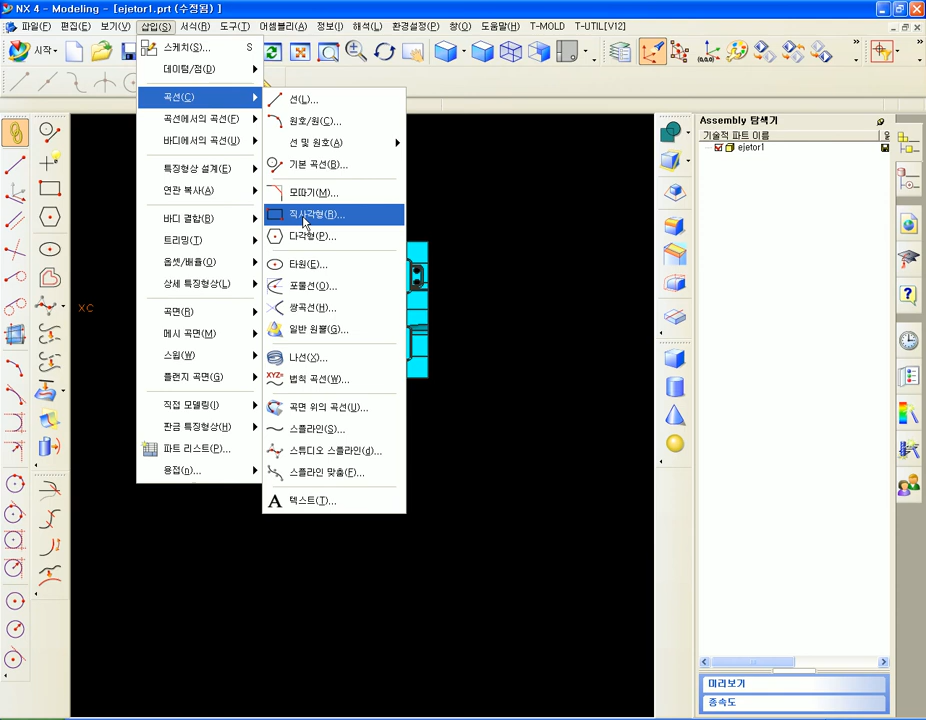 NX 4 - Modeling - [ejetor1.prt (수정됨) ]
파일(F) 편집(E) 보기(V) 삽입(S) 서식(R) 도구(T) 어셈블리(A) 정보(I) 해석(L) 환경설정(P) 창(O) 도움말(H) T-MOLD T-UTIL[V12]
시작
스케치(S)... S
데이텀/점(D)
곡선(C)
곡선에서의 곡선(F)
바디에서의 곡선(U)
특징형상 설계(E)
연관 복사(A)
바디 결합(B)
트리밍(T)
옵셋/배율(O)
상세 특징형상(L)
곡면(R)
메시 곡면(M)
스윕(W)
플런지 곡면(G)
직접 모델링(I)
판금 특징형상(H)
파트 리스트(P)...
용접(n)...
선(L)...
원호/원(C)...
선 및 원호(A)
기본 곡선(B)...
모따기(M)...
직사각형(R)...
다각형(P)...
타원(E)...
포물선(O)...
쌍곡선(H)...
일반 원뿔(G)...
나선(X)...
XYZ=
법칙 곡선(W)...
곡면 위의 곡선(U)...
스플라인(S)...
스튜디오 스플라인(d)...
스플라인 맞춤(F)...
A 텍스트(T)...
XC
Assembly 탐색기
기술적 파트 이름
ejetor1
미리보기
종속도